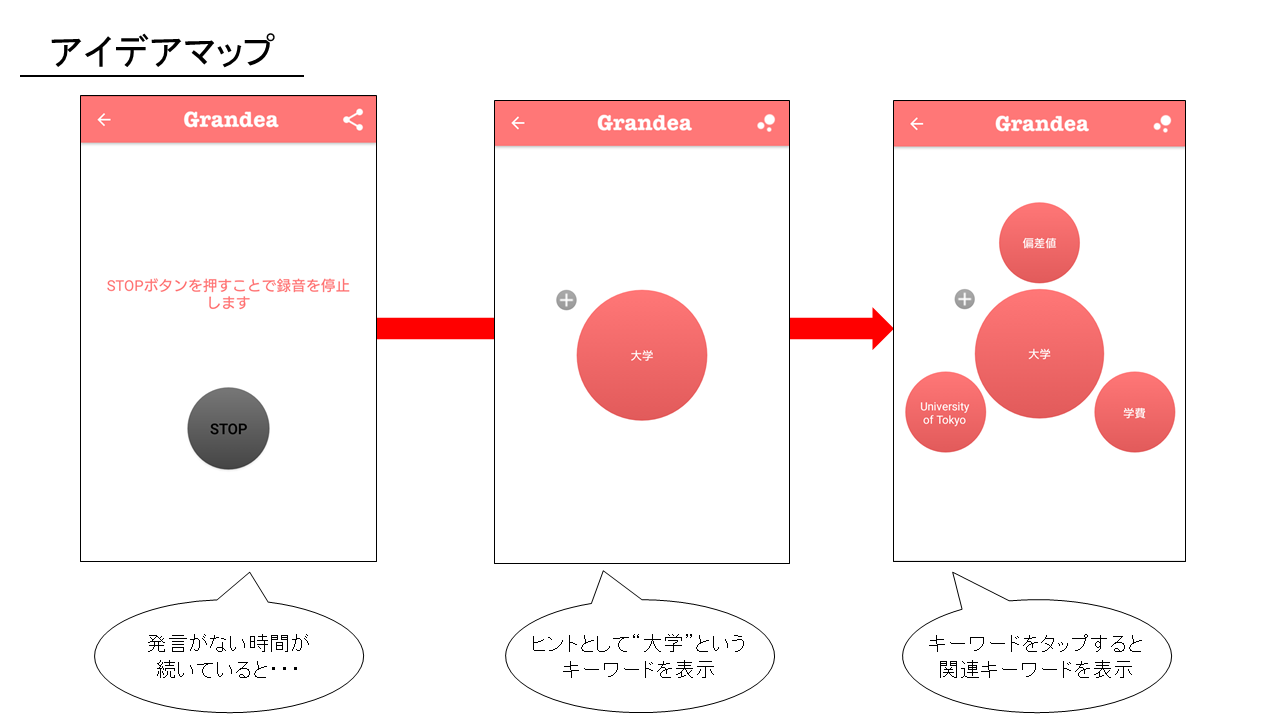 アイデアマップ
Grandea
STOPボタンを押すことで録音を停止
します
STOP
発言がない時間が
続いていると・・・
Grandea
大学
ヒントとして“大学”という
キーワードを表示
Grandea
偏差値
大学
University
of Tokyo
学費
キーワードをタップすると
関連キーワードを表示